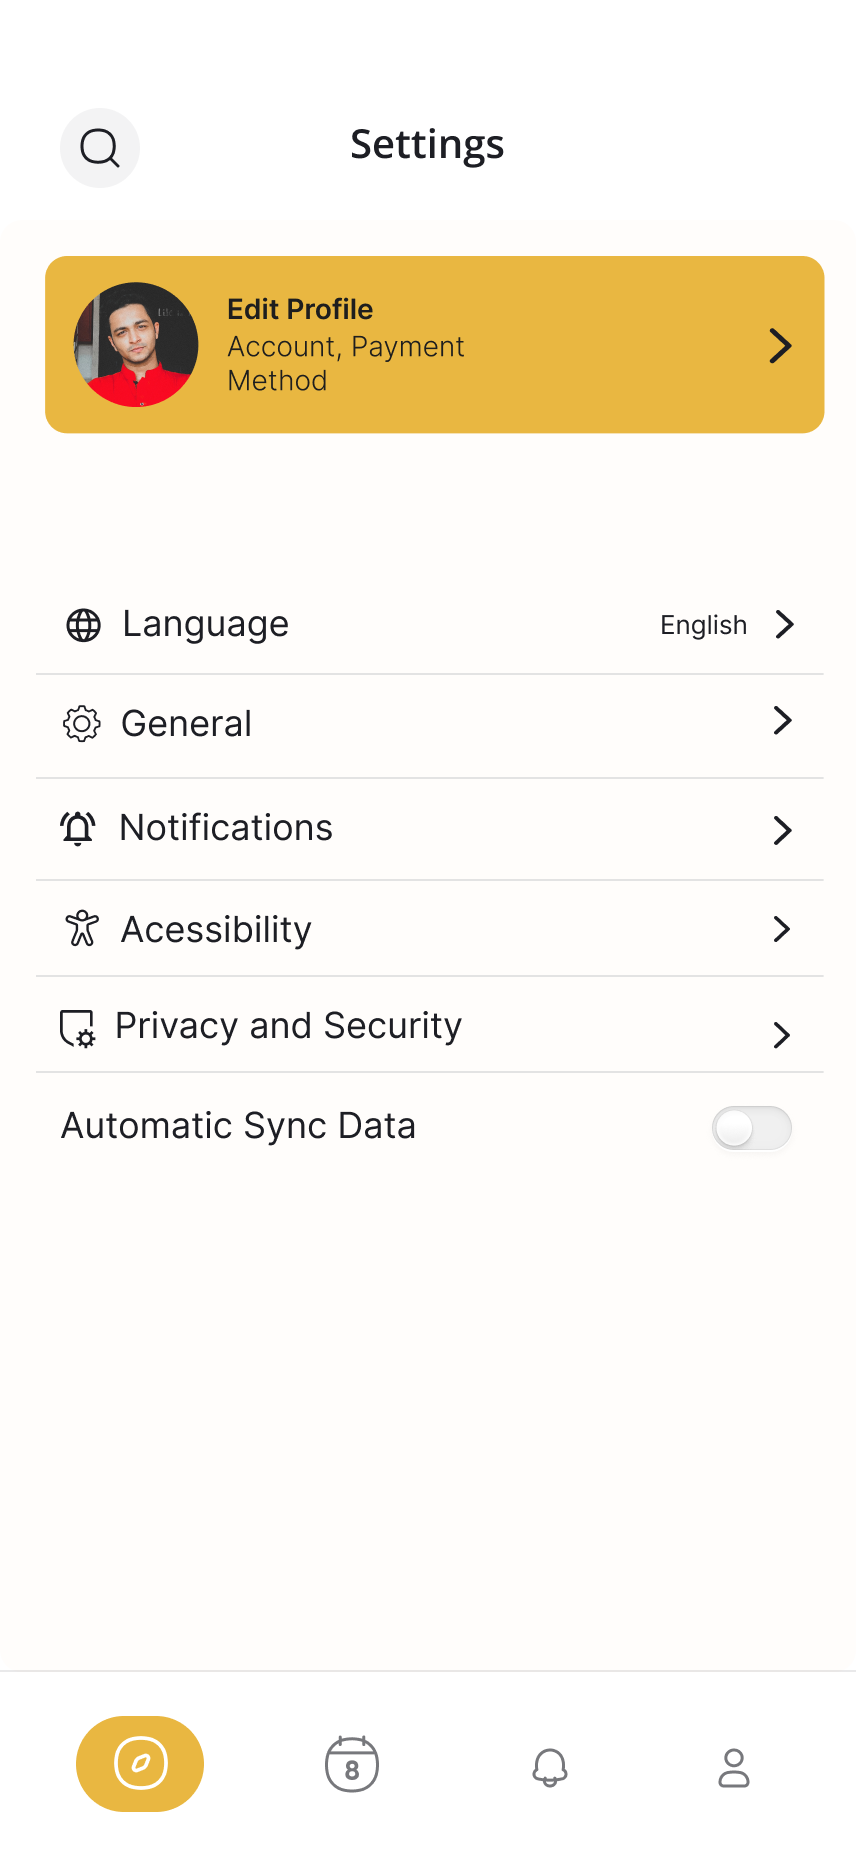 Settings
Edit Profile
Account, Payment
Method
Language
English
General
Notifications
Acessibility
Privacy and Security
Automatic Sync Data
8